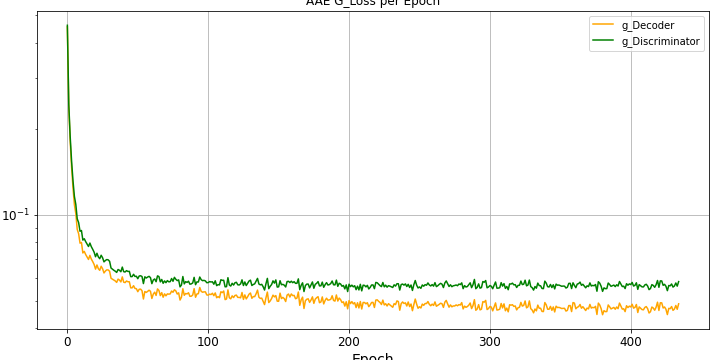 AAE G_Loss per Epoch
g_Decoder
g_Discriminator
10⁻¹
0
100
200
300
400
Epoch